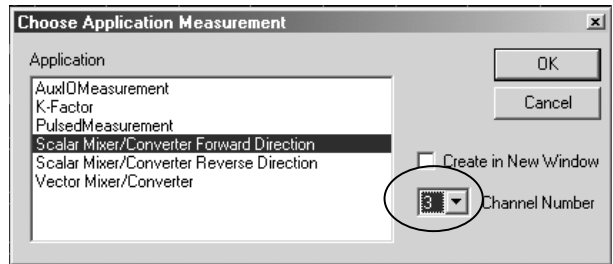 Choose Application Measurement
Application
AuxIOMeasurement
K-Factor
PulsedMeasurement
Scalar Mixer/Converter Forward Direction
Scalar Mixer/Converter Reverse Direction
Vector Mixer/Converter
OK
Cancel
Create in New Window
3 Channel Number